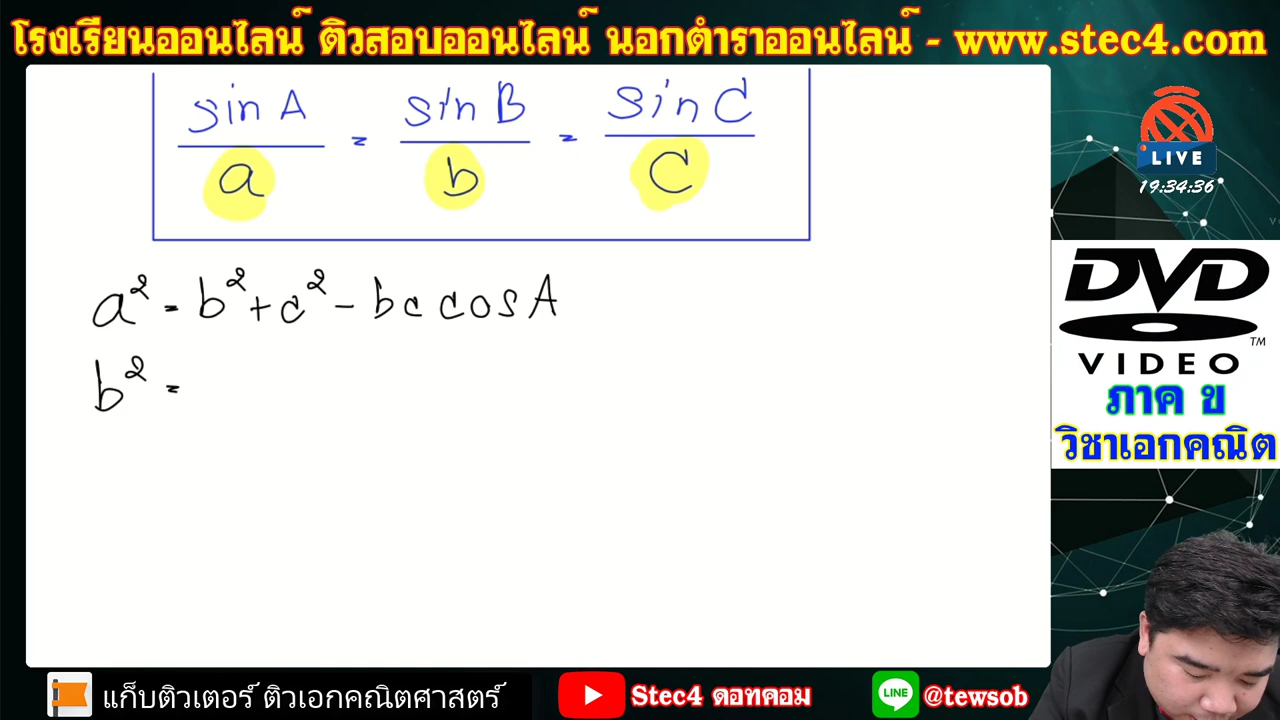 โรงเรียนออนไลน์ ติวสอบออนไลน์ นอกตำราออนไลน์ - www.stec4.com
sin A / a = sin B / b = sin C / c
LIVE
19:34:36
a² = b² + c² - bc cos A
b² =
DVD
TM
VIDEO
ภาค ข
วิชาเอกคณิต
แก็บติวเตอร์ ติวเอกคณิตศาสตร์
Stec4 ดอทคอม
LINE
@tewsob